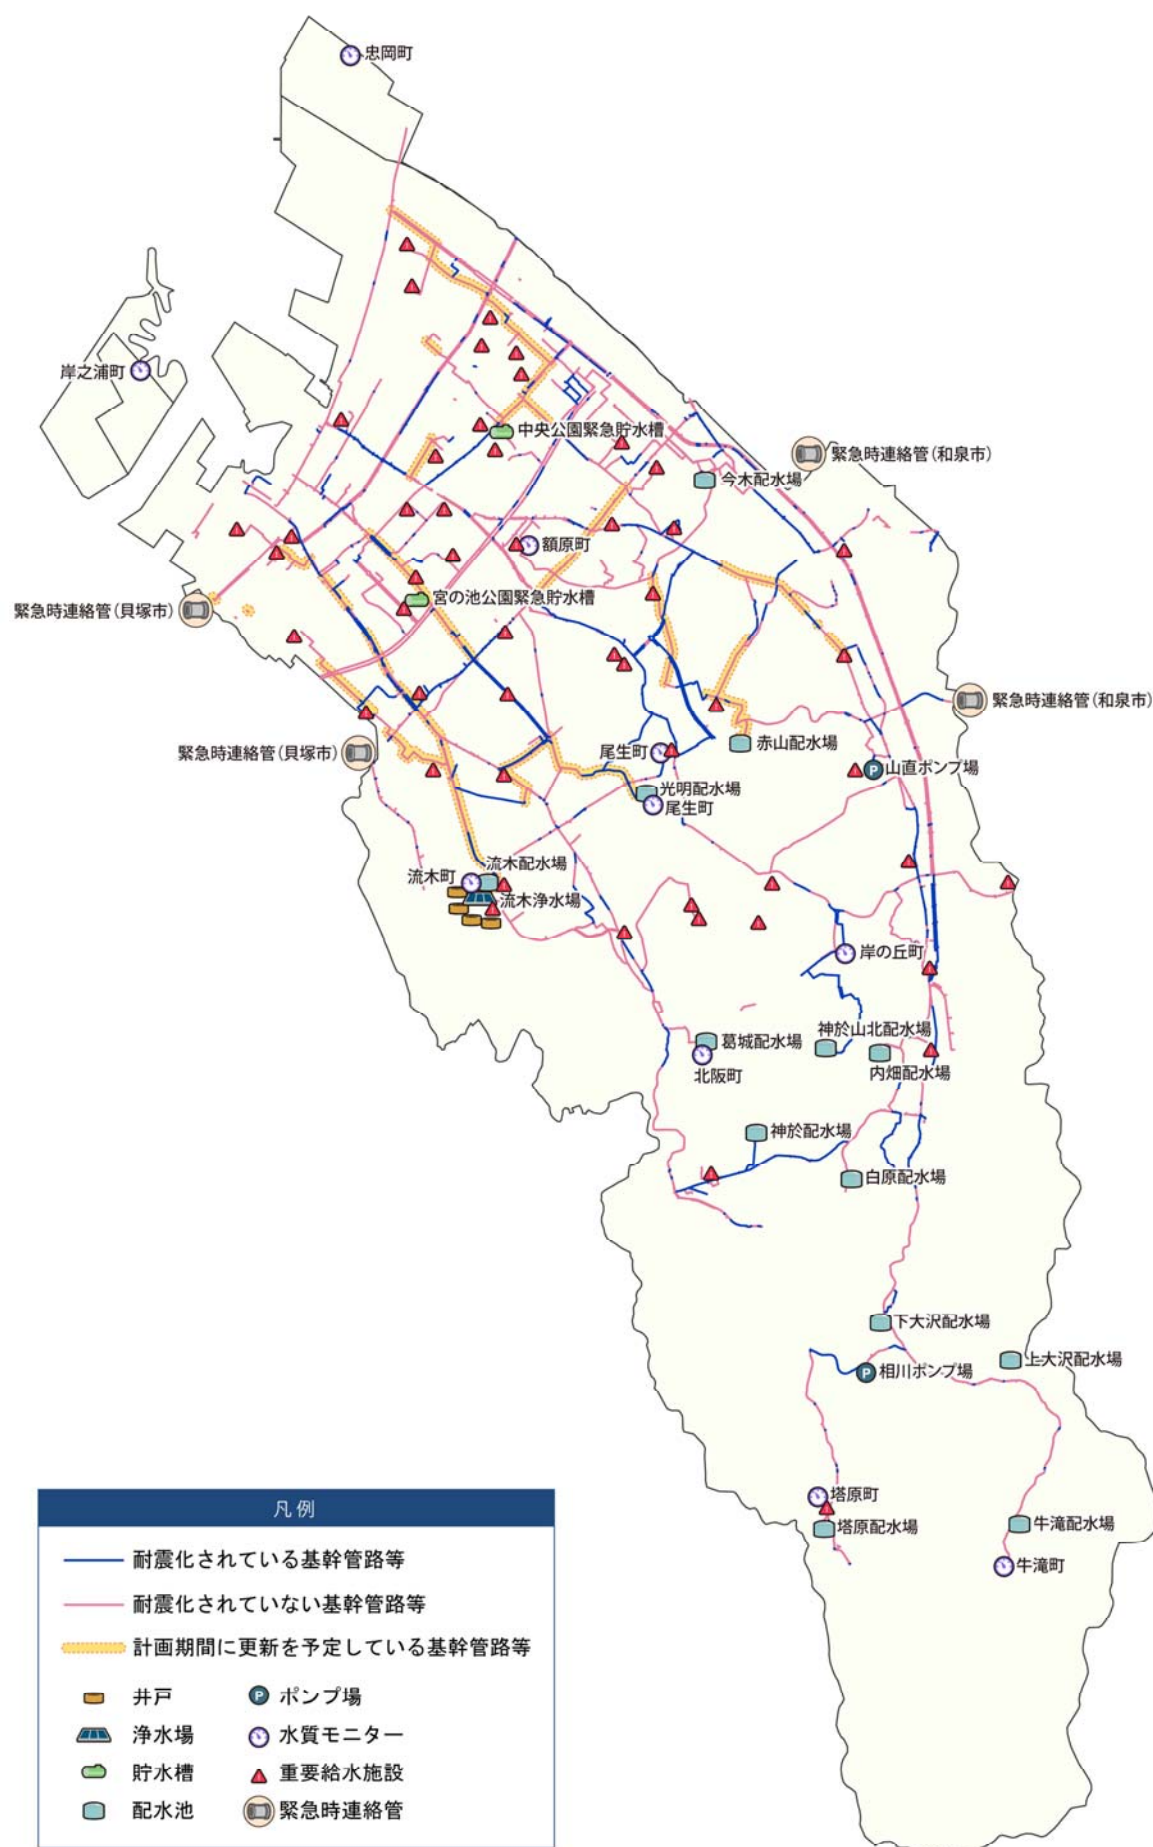 忠岡町
岸之浦町
中央公園緊急貯水槽
緊急時連絡管(和泉市)
今木配水場
額原町
宮の池公園緊急貯水槽
緊急時連絡管(貝塚市)
緊急時連絡管(和泉市)
赤山配水場
尾生町
緊急時連絡管(貝塚市)
山直ポンプ場
光明配水場
尾生町
流木配水場
流木町
流木浄水場
岸の丘町
神於山北配水場
葛城配水場
内畑配水場
北阪町
神於配水場
白原配水場
下大沢配水場
上大沢配水場
相川ポンプ場
塔原町
塔原配水場
牛滝配水場
牛滝町
凡例
耐震化されている基幹管路等
耐震化されていない基幹管路等
計画期間に更新を予定している基幹管路等
井戸
P ポンプ場
浄水場
水質モニター
貯水槽
重要給水施設
配水池
緊急時連絡管